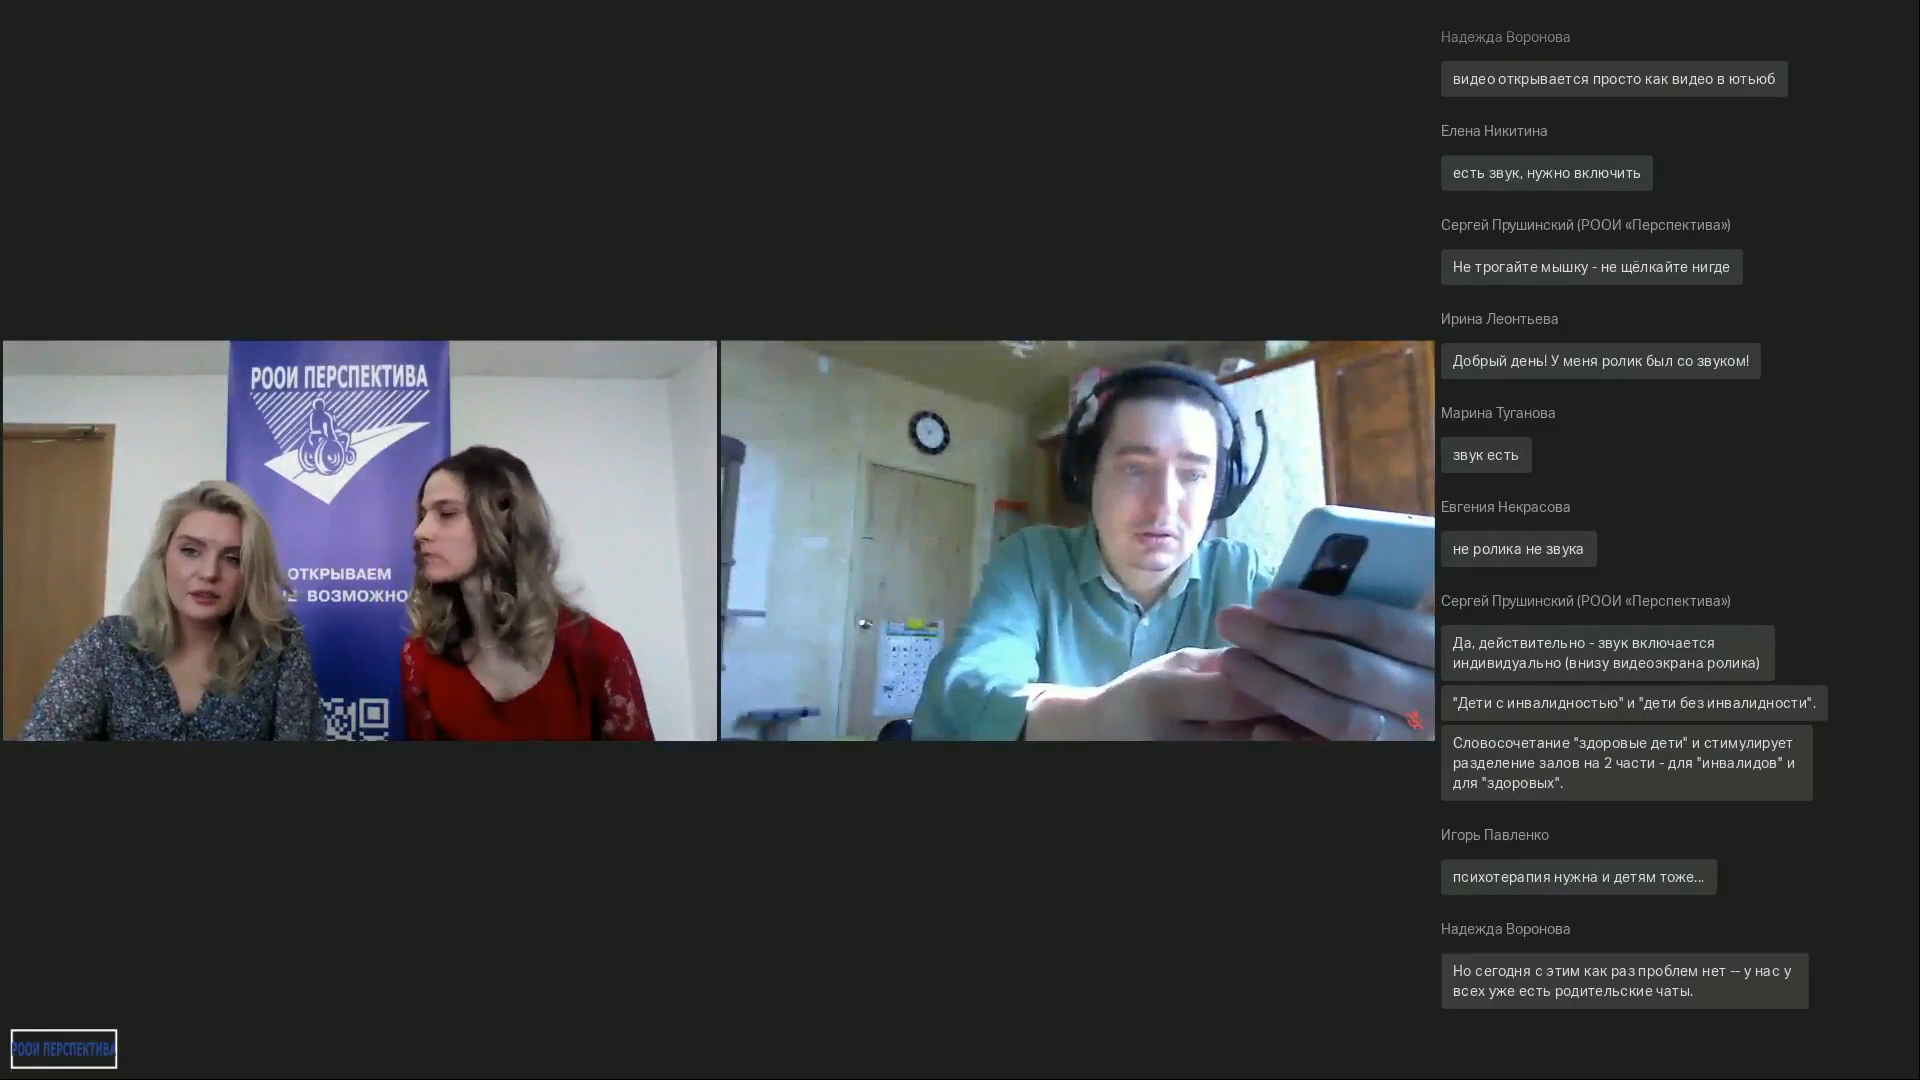 РООИ ПЕРСПЕКТИВА
ОТКРЫВАЕМ
ВОЗМОЖНО
РООИ ПЕРСПЕКТИВА
Надежда Воронова
видео открывается просто как видео в ютьюб
Елена Никитина
есть звук, нужно включить
Сергей Прушинский (РООИ «Перспектива»)
Не трогайте мышку - не щёлкайте нигде
Ирина Леонтьева
Добрый день! У меня ролик был со звуком!
Марина Туганова
звук есть
Евгения Некрасова
не ролика не звука
Сергей Прушинский (РООИ «Перспектива»)
Да, действительно - звук включается
индивидуально (внизу видеоэкрана ролика)
"Дети с инвалидностью" и "дети без инвалидности".
Словосочетание "здоровые дети" и стимулирует
разделение залов на 2 части - для "инвалидов" и
для "здоровых".
Игорь Павленко
психотерапия нужна и детям тоже...
Надежда Воронова
Но сегодня с этим как раз проблем нет -- у нас у
всех уже есть родительские чаты.